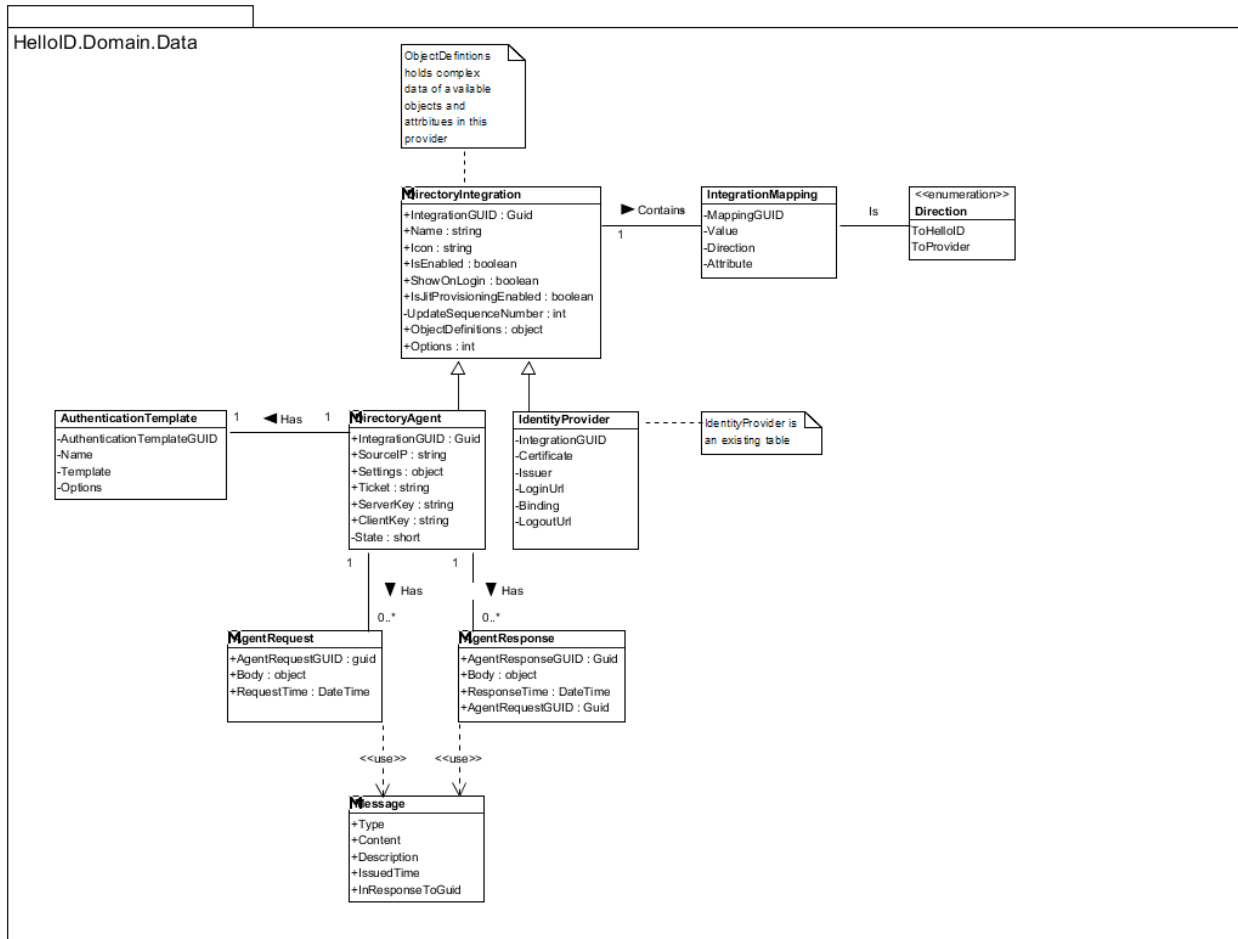 HelloID.Domain.Data
ObjectDefintions
holds complex
data of available
objects and
attrbitues in this
provider
DirectoryIntegration
+IntegrationGUID : Guid
+Name : string
+Icon : string
+IsEnabled : boolean
+ShowOnLogin : boolean
+IsJitProvisioningEnabled : boolean
-UpdateSequenceNumber : int
+ObjectDefinitions : object
+Options : int
Contains
1
IntegrationMapping
-MappingGUID
-Value
-Direction
-Attribute
Is
<<enumeration>>
Direction
ToHelloID
ToProvider
AuthenticationTemplate
-AuthenticationTemplateGUID
-Name
-Template
-Options
1 Has 1
DirectoryAgent
+IntegrationGUID : Guid
+SourceIP : string
+Settings : object
+Ticket : string
+ServerKey : string
+ClientKey : string
-State : short
IdentityProvider
-IntegrationGUID
-Certificate
-Issuer
-LoginUrl
-Binding
-LogoutUrl
IdentityProvider is
an existing table
1
Has
0..*
1
Has
0..*
AgentRequest
+AgentRequestGUID : guid
+Body : object
+RequestTime : DateTime
AgentResponse
+AgentResponseGUID : Guid
+Body : object
+ResponseTime : DateTime
+AgentRequestGUID : Guid
<<use>>
<<use>>
Message
+Type
+Content
+Description
+IssuedTime
+InResponseToGuid